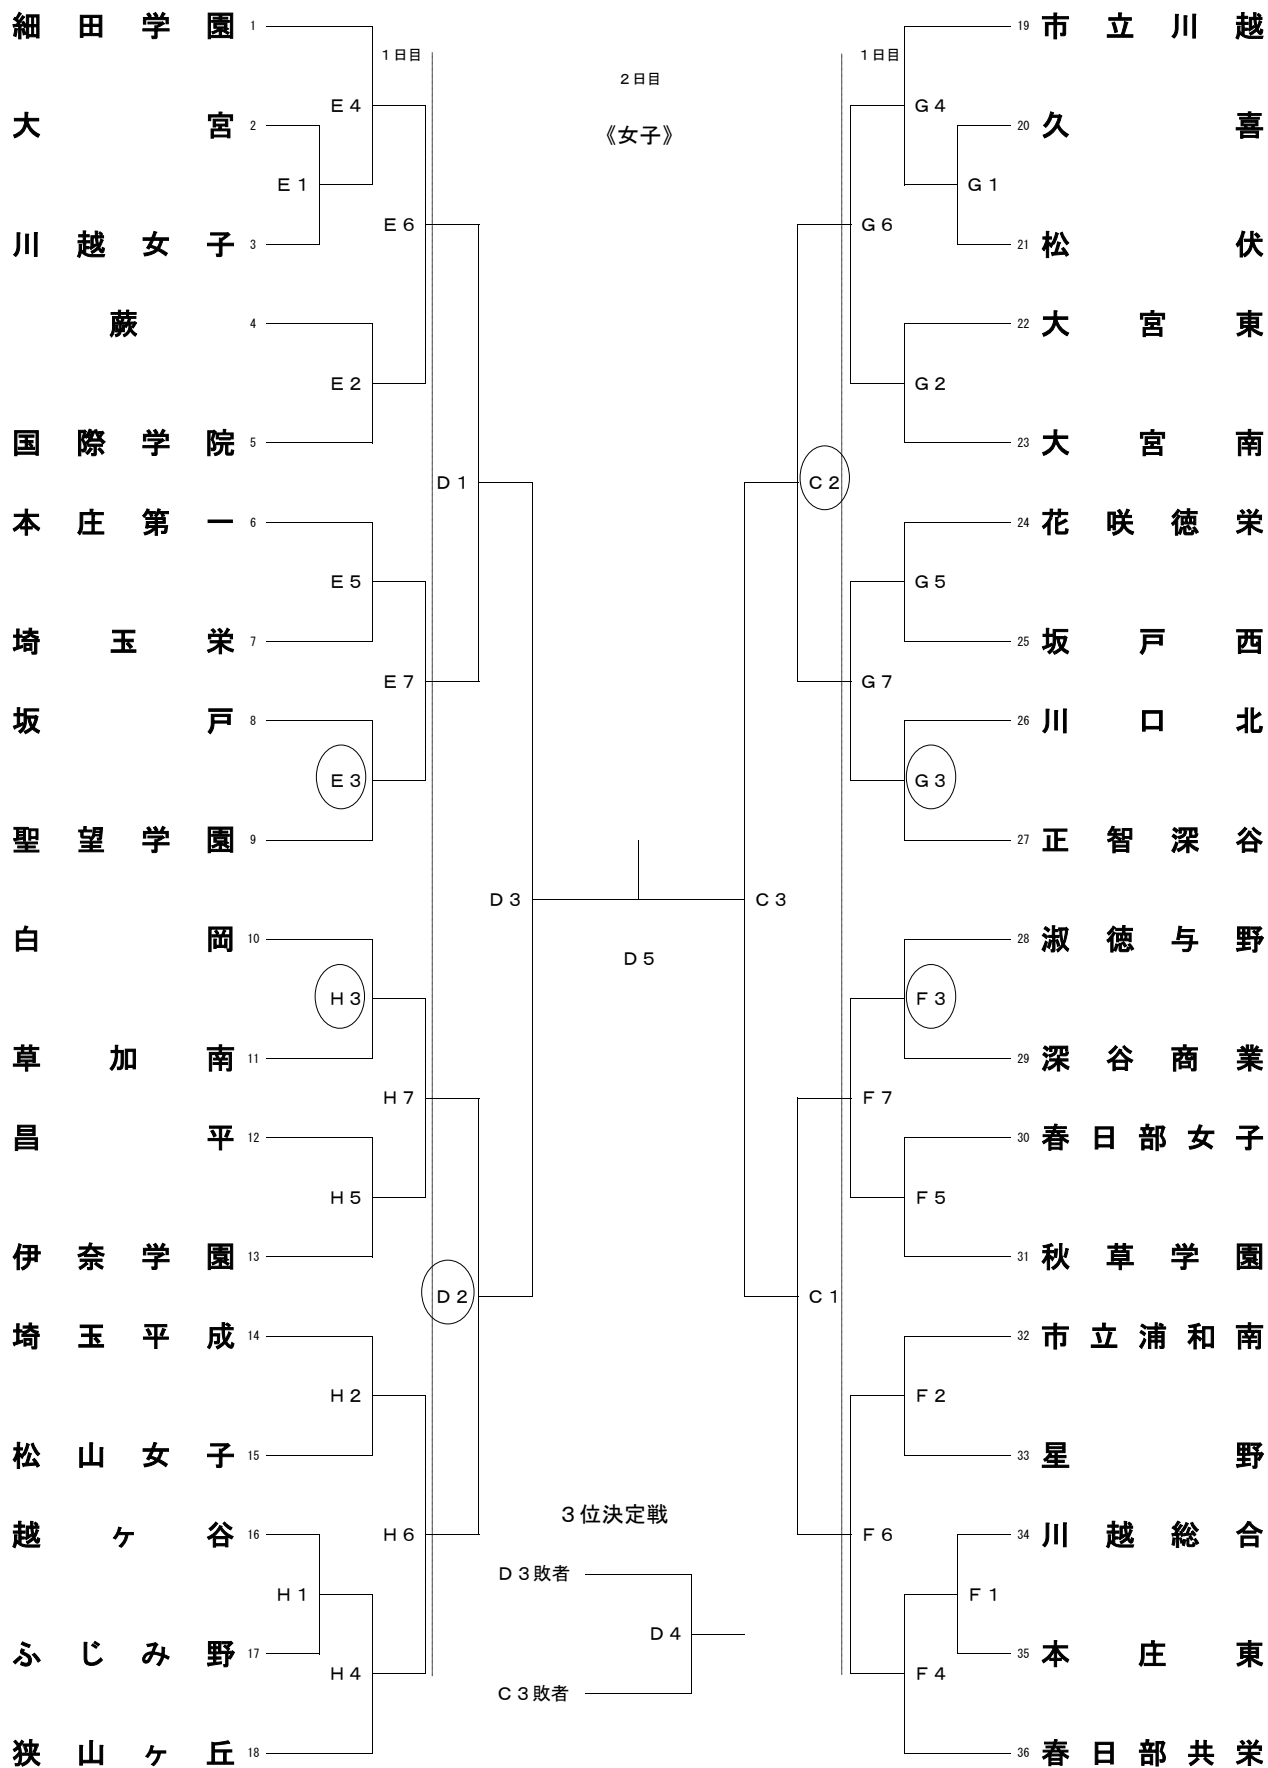 細田学園 1
大宮 2
川越女子 3
蕨 4
国際学院 5
本庄第一 6
埼玉栄 7
坂戸 8
聖望学園 9
白岡 10
草加南 11
昌平 12
伊奈学園 13
埼玉平成 14
松山女子 15
越ヶ谷 16
ふじみ野 17
狭山ヶ丘 18
E4
E1
E6
E2
D1
E5
E7
E3
D3
H3
H7
H5
D2
H2
H6
H1
H4
1日目
2日目
《女子》
D5
3位決定戦
D3敗者
D4
C3敗者
1日目
G4
G1
G6
G2
C2
G5
G7
G3
C3
F3
F7
F5
C1
F2
F6
F1
F4
19 市立川越
20 久喜
21 松伏
22 大宮東
23 大宮南
24 花咲徳栄
25 坂戸西
26 川口北
27 正智深谷
28 淑徳与野
29 深谷商業
30 春日部女子
31 秋草学園
32 市立浦和南
33 星野
34 川越総合
35 本庄東
36 春日部共栄